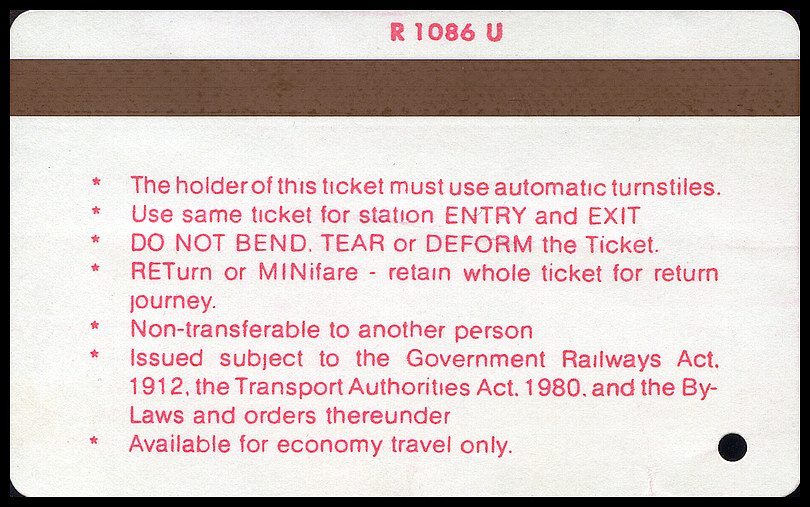 R 1086 U
* The holder of this ticket must use automatic turnstiles.
* Use same ticket for station ENTRY and EXIT
* DO NOT BEND, TEAR or DEFORM the Ticket.
* RETurn or MINifare - retain whole ticket for return
journey.
* Non-transferable to another person
* Issued subject to the Government Railways Act,
1912, the Transport Authorities Act, 1980, and the By-
Laws and orders thereunder
* Available for economy travel only.